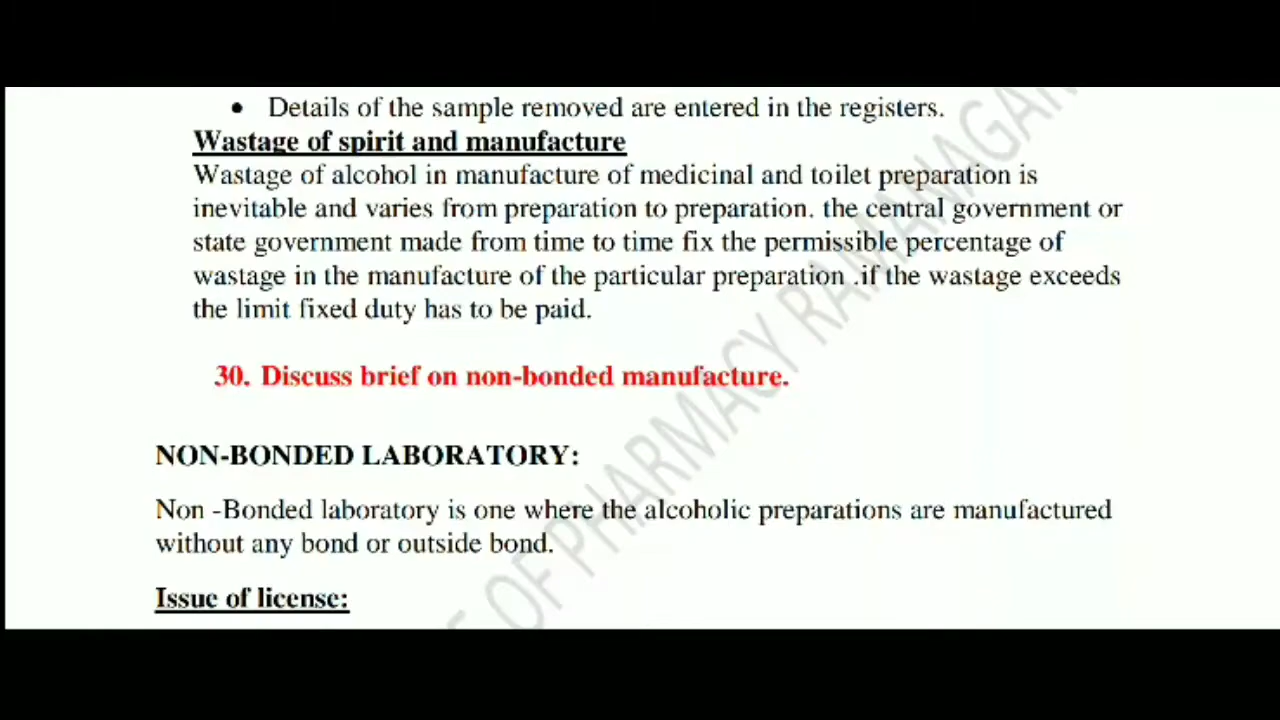 • Details of the sample removed are entered in the registers.
Wastage of spirit and manufacture
Wastage of alcohol in manufacture of medicinal and toilet preparation is
inevitable and varies from preparation to preparation. the central government or
state government made from time to time fix the permissible percentage of
wastage in the manufacture of the particular preparation .if the wastage exceeds
the limit fixed duty has to be paid.
30. Discuss brief on non-bonded manufacture.
NON-BONDED LABORATORY:
Non -Bonded laboratory is one where the alcoholic preparations are manufactured
without any bond or outside bond.
Issue of license:
OF PHARMACY